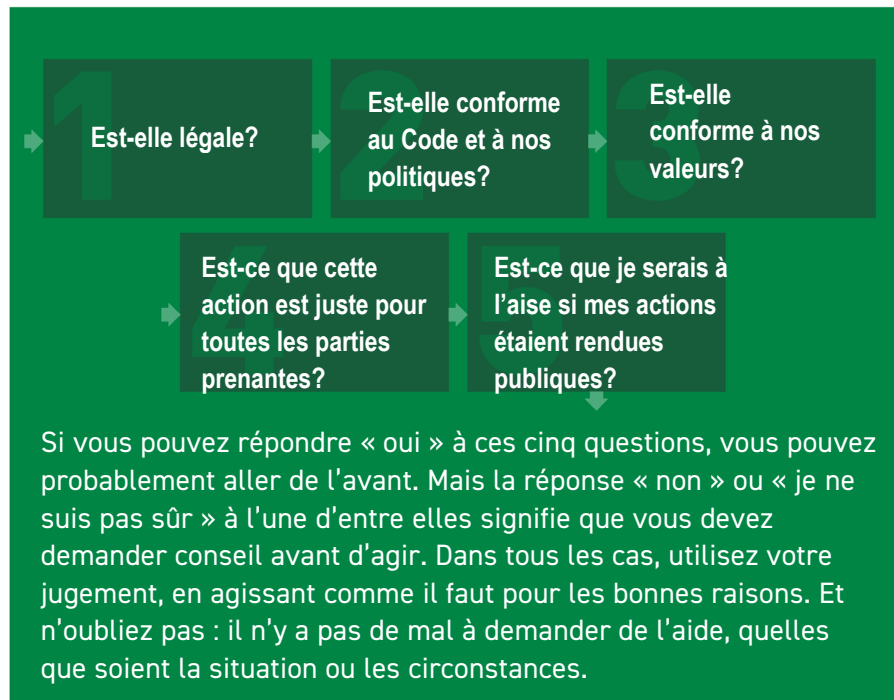 1
Est-elle légale?
2
Est-elle conforme
au Code et à nos
politiques?
3
Est-elle
conforme à nos
valeurs?
4
Est-ce que cette
action est juste pour
toutes les parties
prenantes?
5
Est-ce que je serais à
l’aise si mes actions
étaient rendues
publiques?
Si vous pouvez répondre « oui » à ces cinq questions, vous pouvez
probablement aller de l’avant. Mais la réponse « non » ou « je ne
suis pas sûr » à l’une d’entre elles signifie que vous devez
demander conseil avant d’agir. Dans tous les cas, utilisez votre
jugement, en agissant comme il faut pour les bonnes raisons. Et
n’oubliez pas : il n’y a pas de mal à demander de l’aide, quelles
que soient la situation ou les circonstances.